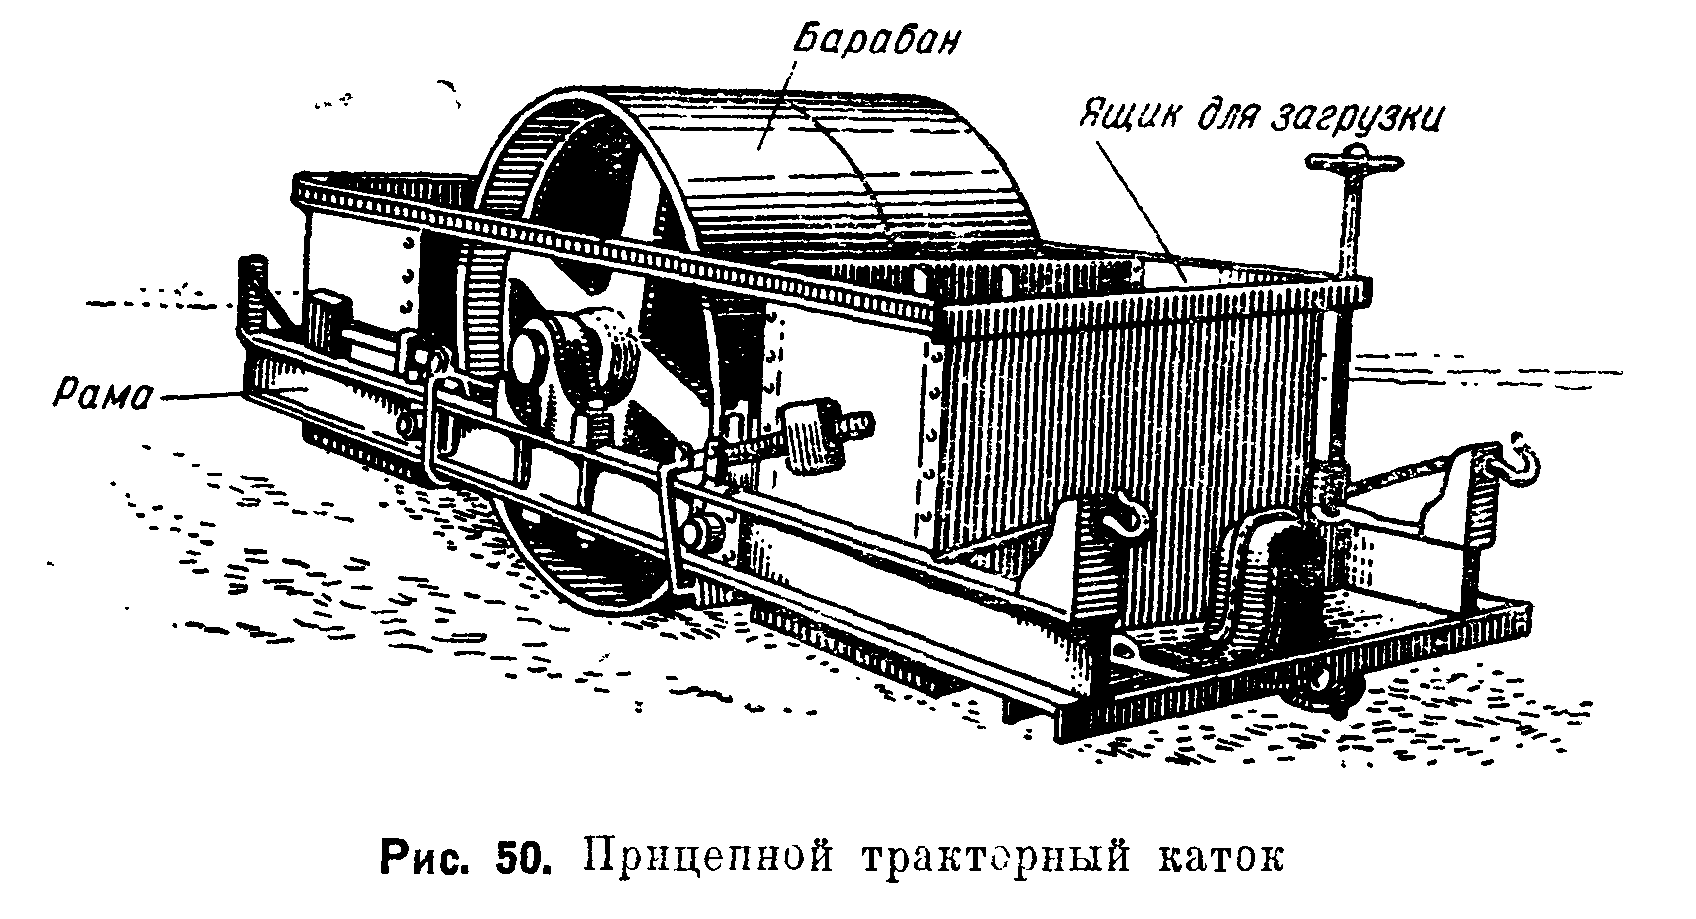 Барабан
Ящик для загрузки
Рама
Рис. 50. Прицепной тракторный каток